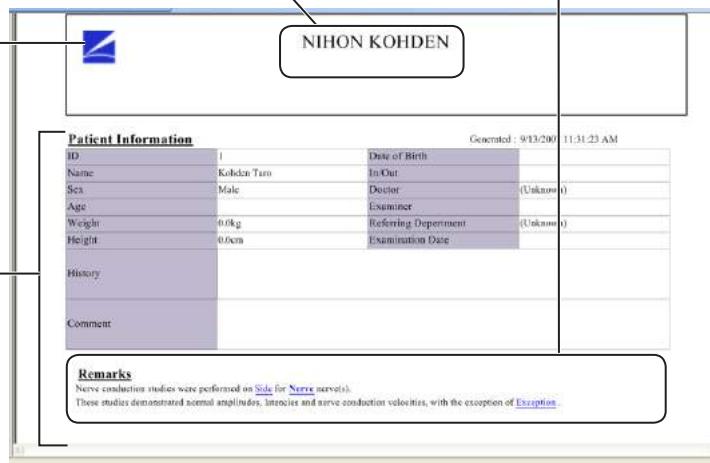 NIHON KOHDEN
Patient Information
Generated : 9/13/200 11:31:23 AM
ID 1 Date of Birth
Name Kohden Taro In/Out
Sex Male Doctor (Unknown)
Age Examiner
Weight 0.0kg Referring Department (Unknown)
Height 0.0cm Examination Date
History
Comment
Remarks
Nerve conduction studies were performed on Side for Nerve nerve(s).
These studies demonstrated normal amplitudes, latencies and nerve conduction velocities, with the exception of Exception .